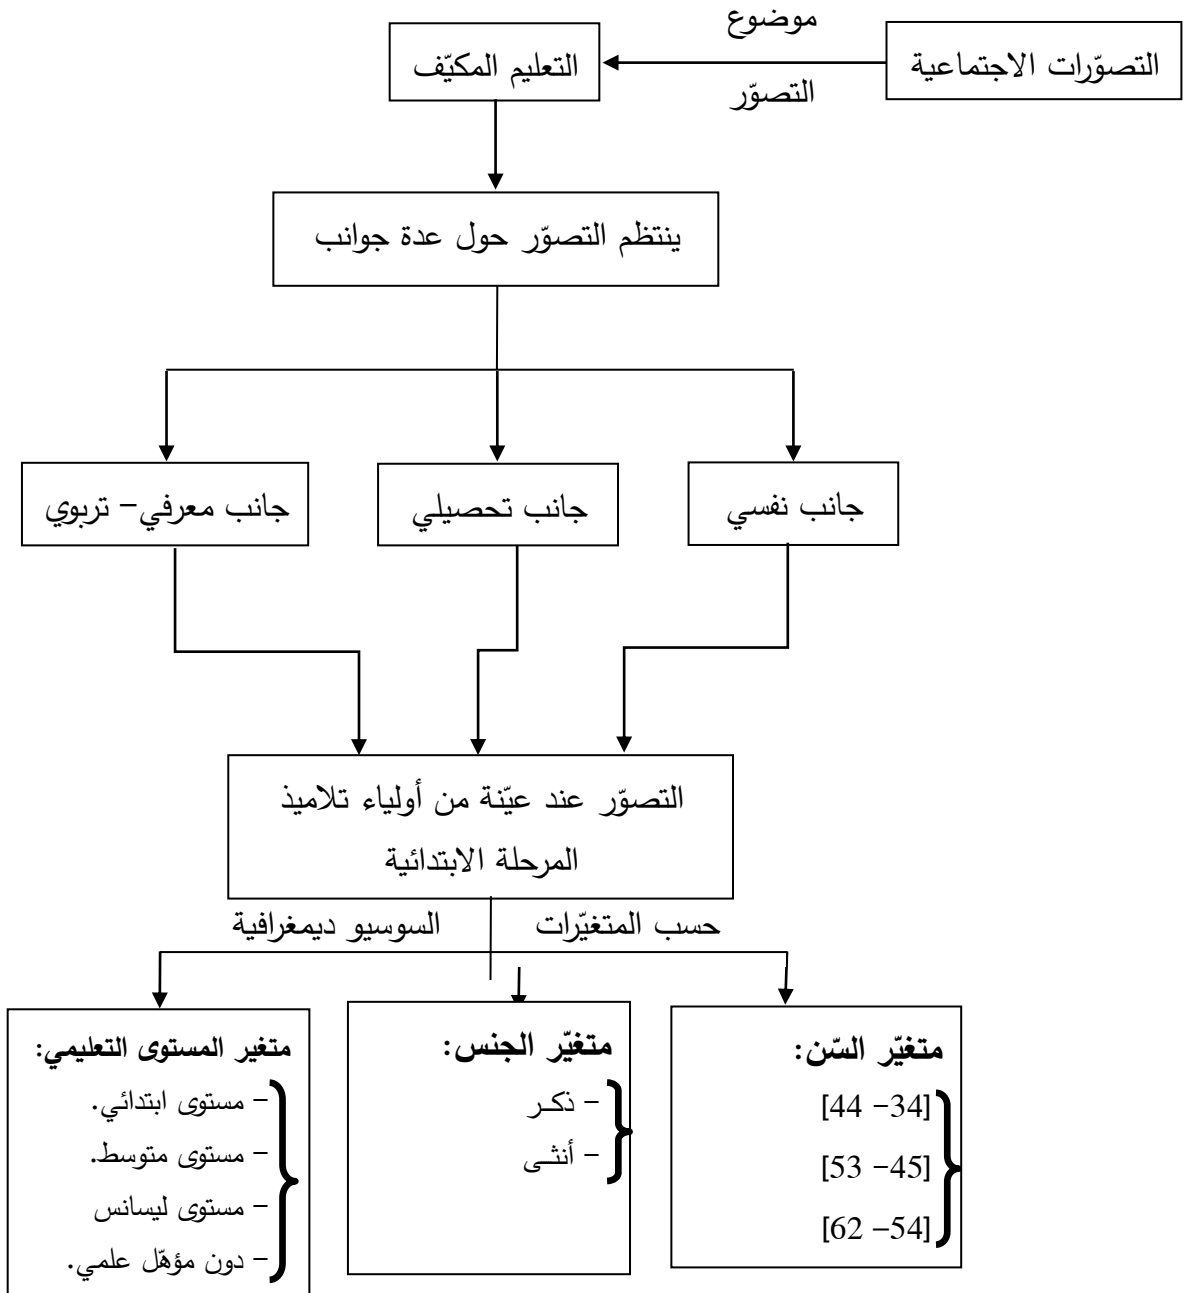 موضوع
التصوّرات الاجتماعية
التعليم المكيّف
التصوّر
ينتظم التصوّر حول عدة جوانب
جانب نفسي
جانب تحصيلي
جانب معرفي– تربوي
التصوّر عند عيّنة من أولياء تلاميذ
المرحلة الابتدائية
حسب المتغيّرات السوسيو ديمغرافية
متغيّر السّن:
[34– 44]
[45– 53]
[54– 62]
متغيّر الجنس:
– ذكـر
– أنثـى
متغير المستوى التعليمي:
– مستوى ابتدائي.
– مستوى متوسط.
– مستوى ليسانس
– دون مؤهّل علمي.